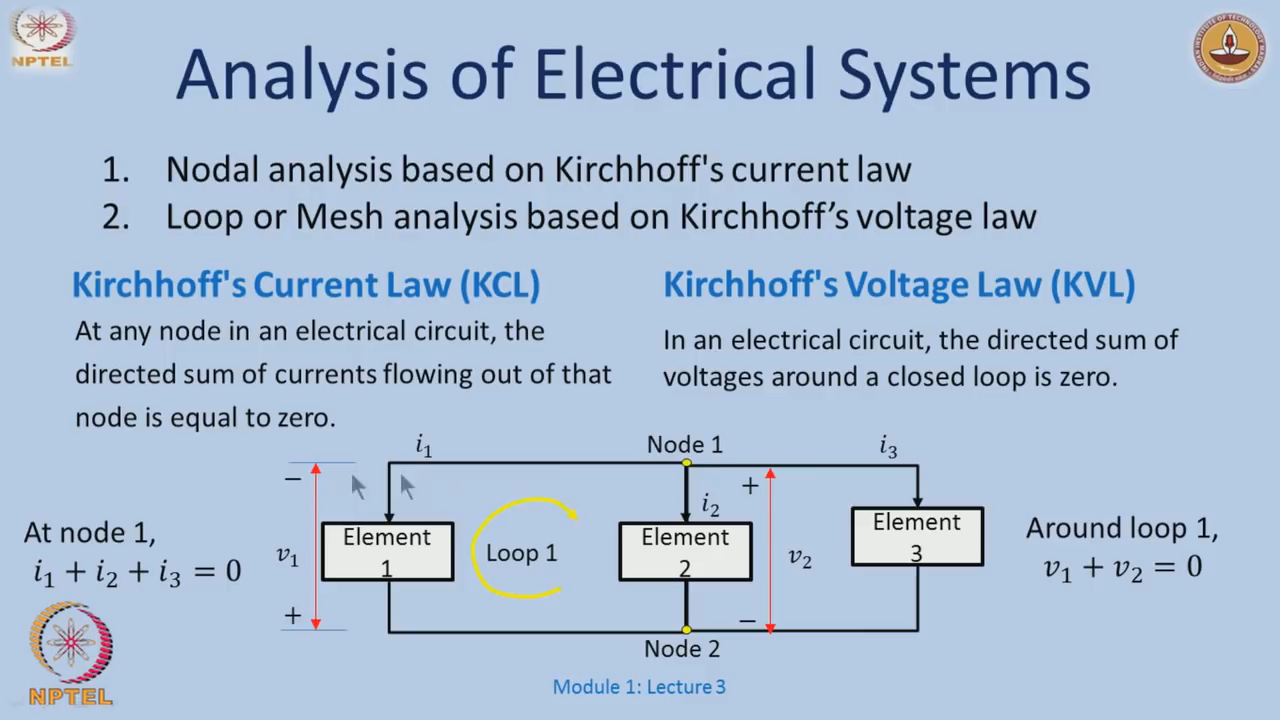 NPTEL
Analysis of Electrical Systems
1. Nodal analysis based on Kirchhoff's current law
2. Loop or Mesh analysis based on Kirchhoff’s voltage law
Kirchhoff's Current Law (KCL)
At any node in an electrical circuit, the
directed sum of currents flowing out of that
node is equal to zero.
Kirchhoff's Voltage Law (KVL)
In an electrical circuit, the directed sum of
voltages around a closed loop is zero.
i₁
Node 1
i₃
−
+
i₂
At node 1,
i₁ + i₂ + i₃ = 0
v₁
+
Element
1
Loop 1
Element
2
v₂
−
Element
3
Around loop 1,
v₁ + v₂ = 0
Node 2
NPTEL
Module 1: Lecture 3